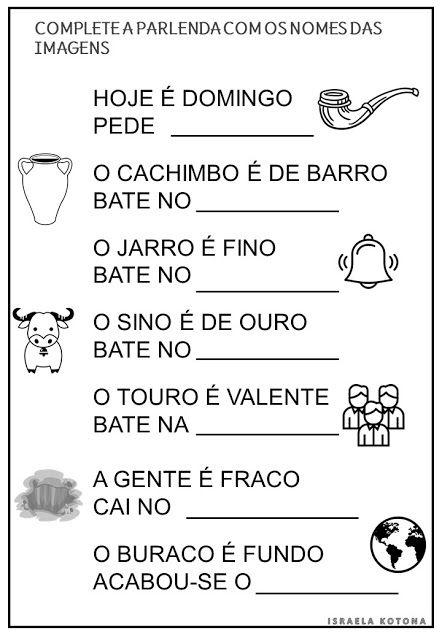 COMPLETE A PARLENDA COM OS NOMES DAS
IMAGENS
HOJE É DOMINGO
PEDE ___________
O CACHIMBO É DE BARRO
BATE NO ___________
O JARRO É FINO
BATE NO ___________
O SINO É DE OURO
BATE NO ___________
O TOURO É VALENTE
BATE NA ___________
A GENTE É FRACO
CAI NO ___________
O BURACO É FUNDO
ACABOU-SE O ___________
ISRAELA KOTONA